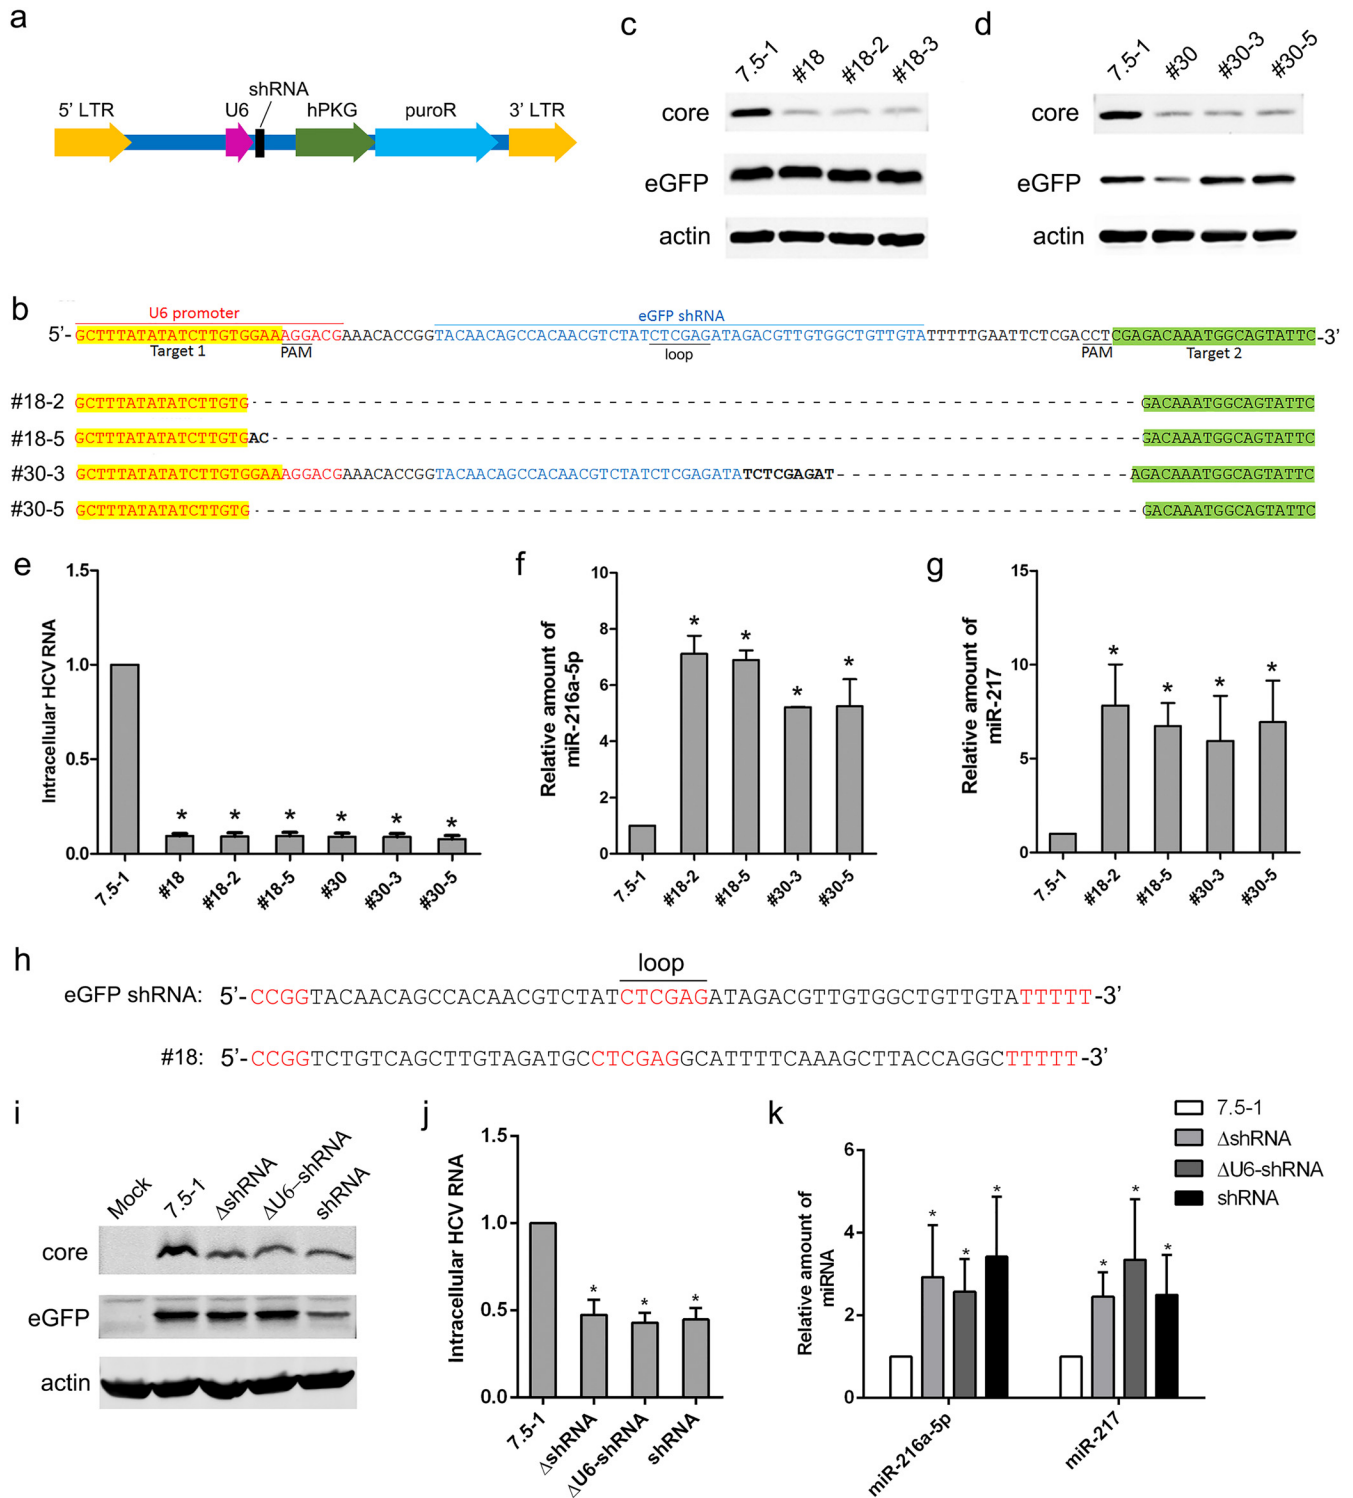 a
5' LTR
U6
shRNA
hPKG
puroR
3' LTR
c
7.5-1
#18
#18-2
#18-3
core
eGFP
actin
d
7.5-1
#30
#30-3
#30-5
core
eGFP
actin
b
U6 promoter
eGFP shRNA
5'-GCTTTATATATCTTGTGGAAAGGACGAAACACCGGTACAACAGCCACAACGTCTATCTCGAGATAGACGTTGTGGCTGTTGTATTTTTGAATTCTCGACCTCGAGACAAATGGCAGTATTC-3'
Target 1
PAM
loop
PAM
Target 2
#18-2 GCTTTATATATCTTGTG- - - - - - - - - - - - - - - - - - - - - - - - - - - - - - - - - - - - - - - - - - - - - - - - - - - - - - GACAAATGGCAGTATTC
#18-5 GCTTTATATATCTTGTGAC- - - - - - - - - - - - - - - - - - - - - - - - - - - - - - - - - - - - - - - - - - - - - - - - - - - - - GACAAATGGCAGTATTC
#30-3 GCTTTATATATCTTGTGGAAAGGACGAAACACCGGTACAACAGCCACAACGTCTATCTCGAGATATCTCGAGAT- - - - - - - - - - - - - - - - - - AGACAAATGGCAGTATTC
#30-5 GCTTTATATATCTTGTG- - - - - - - - - - - - - - - - - - - - - - - - - - - - - - - - - - - - - - - - - - - - - - - - - - - - - - GACAAATGGCAGTATTC
e
Intracellular HCV RNA
1.5
1.0
0.5
0.0
* * * * * *
7.5-1
#18
#18-2
#18-5
#30
#30-3
#30-5
f
Relative amount of
miR-216a-5p
10
8
6
4
2
0
* * * *
7.5-1
#18-2
#18-5
#30-3
#30-5
g
Relative amount of
miR-217
15
10
5
0
* * * *
7.5-1
#18-2
#18-5
#30-3
#30-5
h
loop
eGFP shRNA: 5'-CCGGTACAACAGCCACAACGTCTATCTCGAGATAGACGTTGTGGCTGTTGTATTTTT-3'
#18: 5'-CCGGTCTGTCAGCTTGTAGATGCCTCGAGGCATTTTCAAAGCTTACCAGGCTTTTT-3'
i
Mock
7.5-1
ΔshRNA
ΔU6–shRNA
shRNA
core
eGFP
actin
j
Intracellular HCV RNA
1.5
1.0
0.5
0.0
* * *
7.5-1
ΔshRNA
ΔU6-shRNA
shRNA
k
7.5-1
ΔshRNA
ΔU6-shRNA
shRNA
Relative amount of
miRNA
6
4
2
0
* * * * * *
miR-216a-5p
miR-217